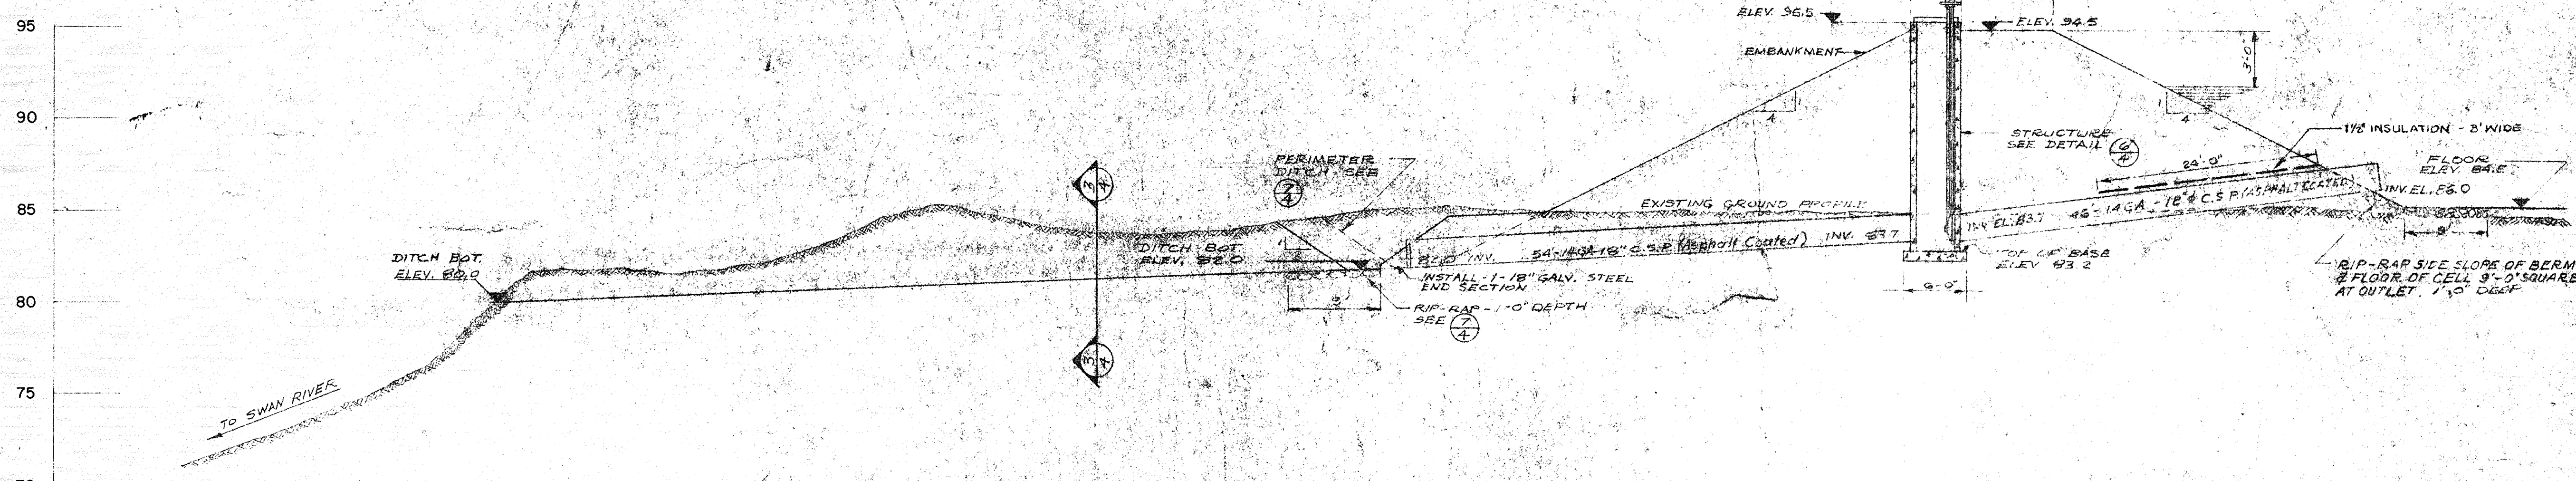 95
90
85
80
75
ELEV. 96.5
ELEV. 94.5
EMBANKMENT
3'-0"
1
4
1
4
STRUCTURE
SEE DETAIL 6/4
1½" INSULATION - 8' WIDE
24'-0"
FLOOR
ELEV 84.5
INV. EL. 86.0
INV. EL. 83.7 46'-14 GA.-18"ø C.S.P. (ASPHALT COATED)
8'
PERIMETER
DITCH SEE
7/4
3/4
EXISTING GROUND PROFILE
DITCH BOT.
ELEV. 80.0
DITCH BOT.
ELEV. 82.0
82.0 INV. 54-14GA-18" C.S.P. (Asphalt Coated) INV. 83.7
INSTALL-1-18" GALV. STEEL
END SECTION
TOP OF BASE
ELEV 83.2
RIP-RAP SIDE SLOPE OF BERM
& FLOOR OF CELL 9'-0" SQUARE
AT OUTLET. 1'-0" DEEP
RIP-RAP-1'-0" DEPTH
SEE 7/4
3/4
TO SWAN RIVER